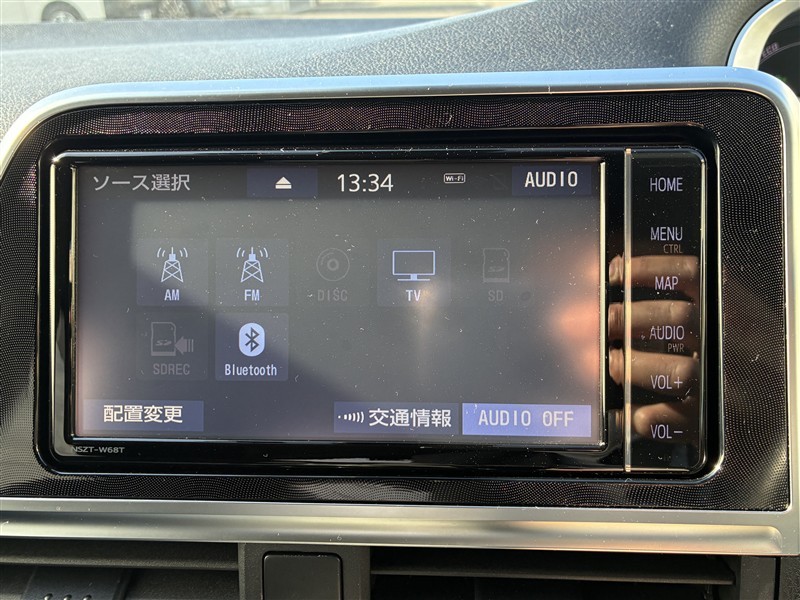 ソース選択 13:34 Wi-Fi AUDIO
AM FM DISC TV SD
SDREC Bluetooth
配置変更 交通情報 AUDIO OFF
NSZT-W68T
HOME
MENU
CTRL
MAP
AUDIO
PWR
VOL+
VOL-